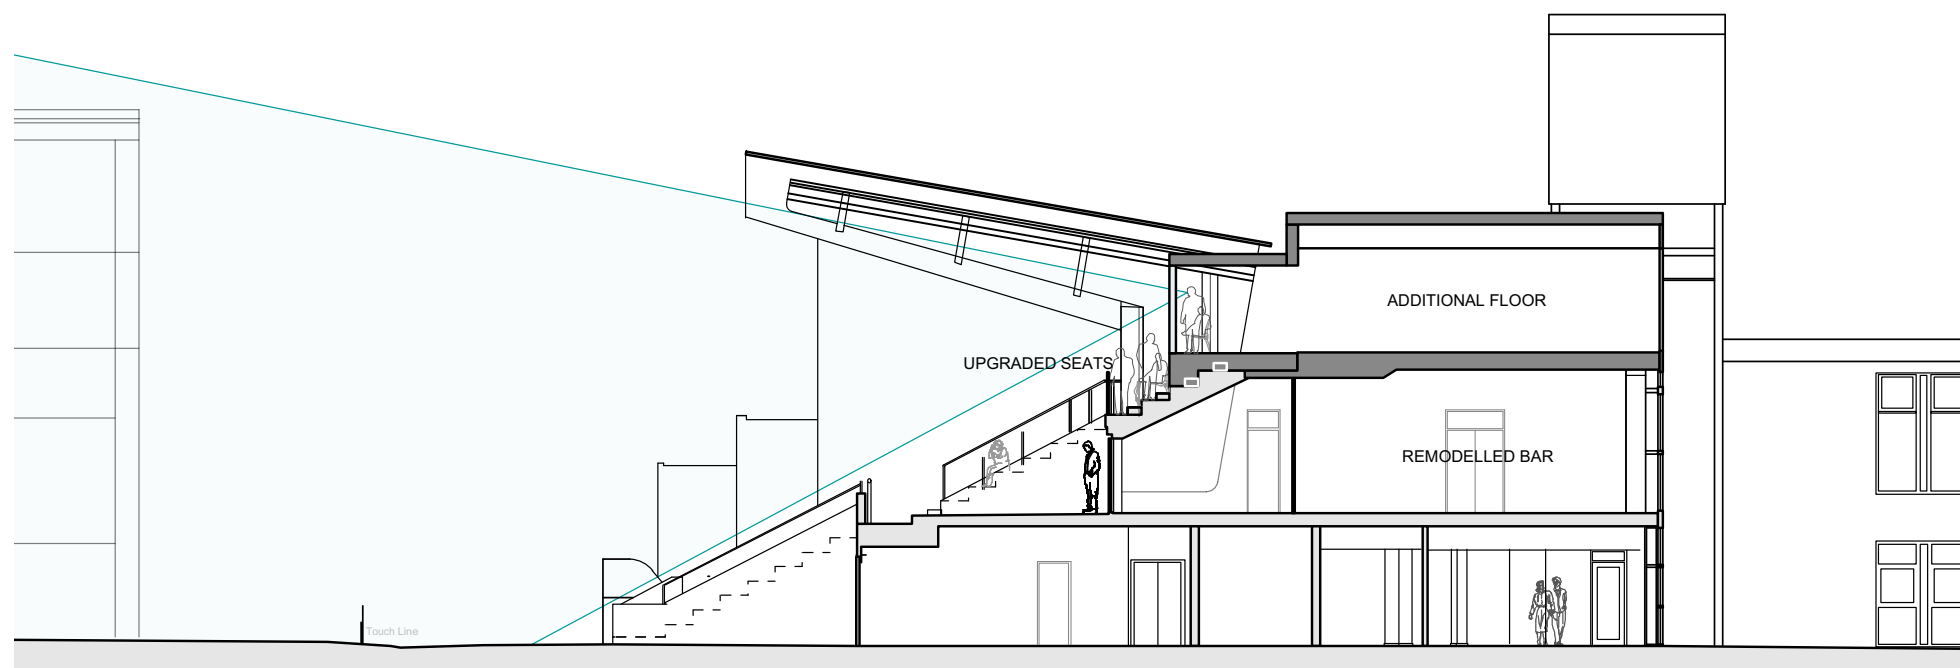 ADDITIONAL FLOOR
UPGRADED SEATS
REMODELLED BAR
Touch Line